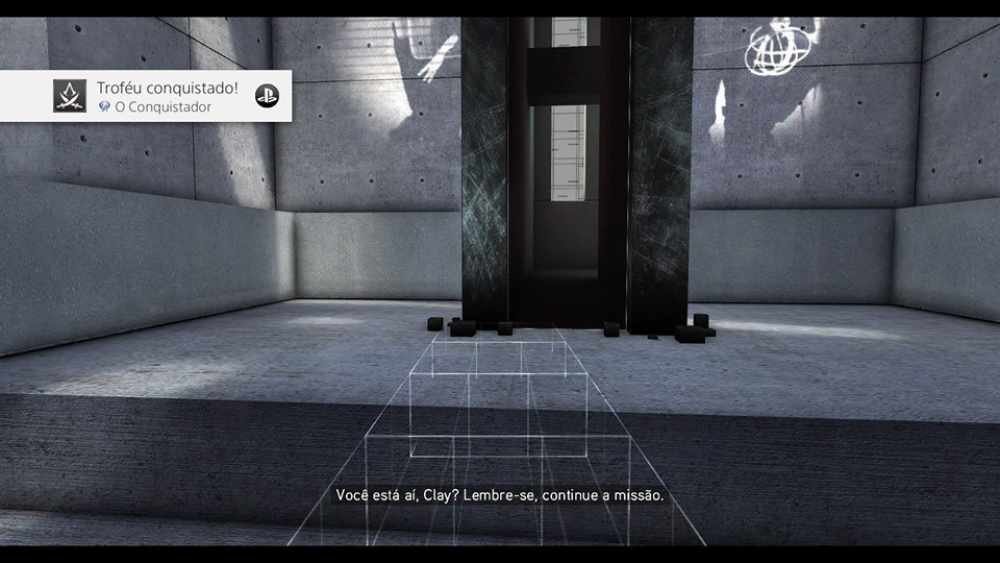 Troféu conquistado!
O Conquistador
Você está aí, Clay? Lembre-se, continue a missão.